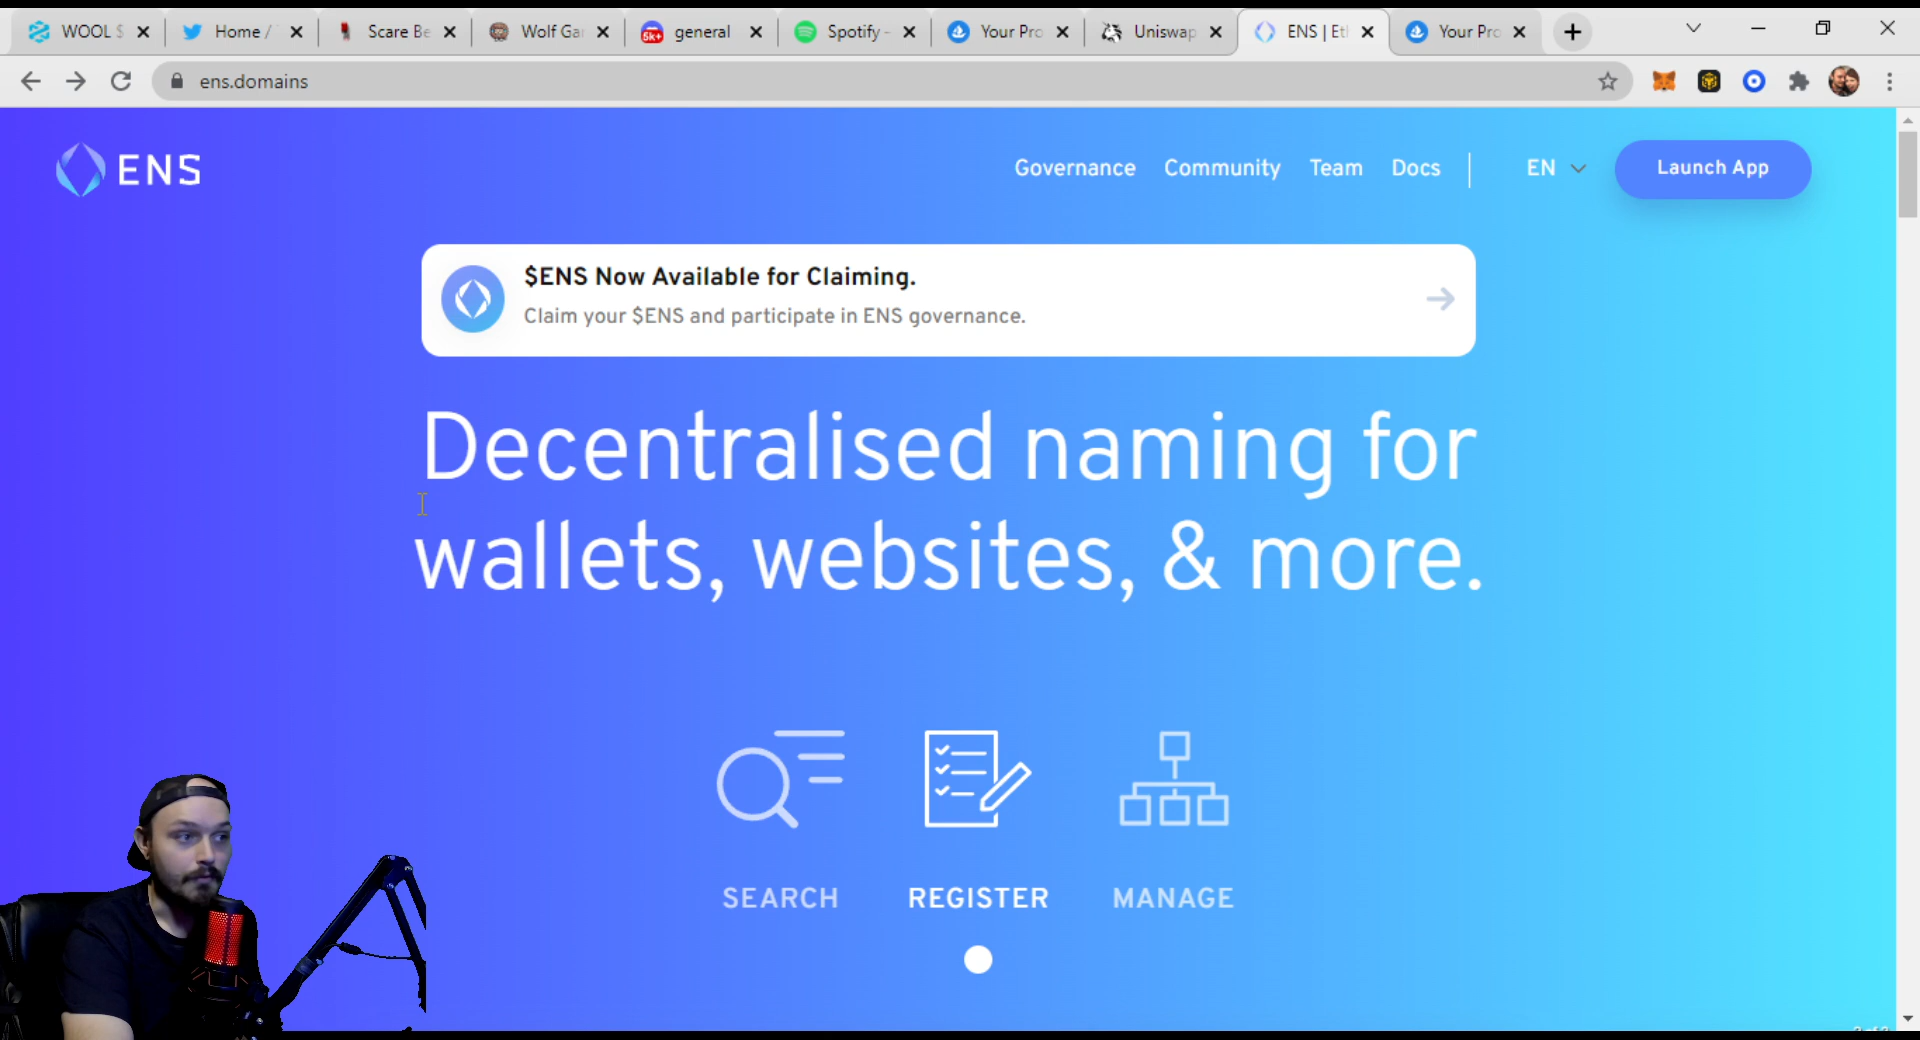 WOOL $
Home /
Scare Be
Wolf Ga
5K+
general
Spotify -
Your Pro
Uniswap
ENS | Et
Your Pro
ens.domains
ENS
Governance
Community
Team
Docs
EN
Launch App
$ENS Now Available for Claiming.
Claim your $ENS and participate in ENS governance.
Decentralised naming for
wallets, websites, & more.
SEARCH
REGISTER
MANAGE